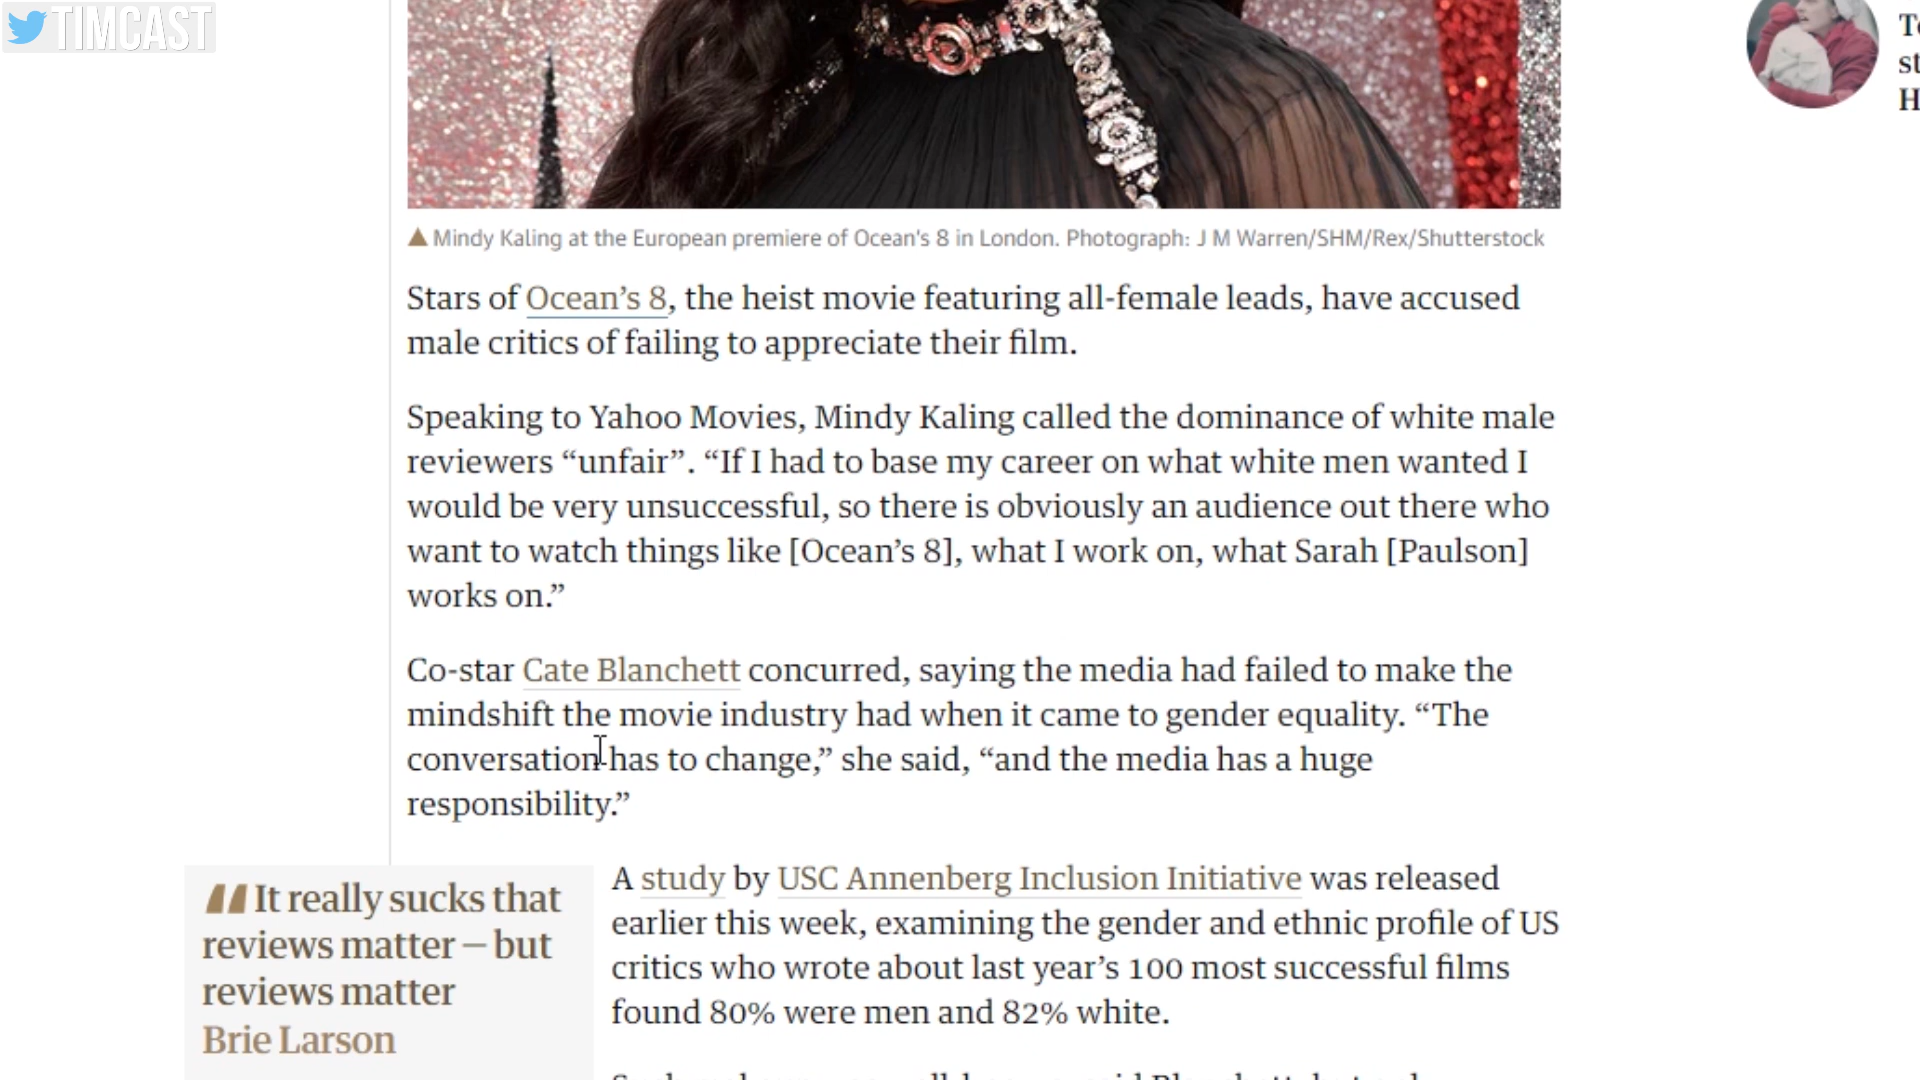 TIMCAST
To
st
H
Mindy Kaling at the European premiere of Ocean's 8 in London. Photograph: J M Warren/SHM/Rex/Shutterstock
Stars of Ocean’s 8, the heist movie featuring all-female leads, have accused
male critics of failing to appreciate their film.
Speaking to Yahoo Movies, Mindy Kaling called the dominance of white male
reviewers “unfair”. “If I had to base my career on what white men wanted I
would be very unsuccessful, so there is obviously an audience out there who
want to watch things like [Ocean’s 8], what I work on, what Sarah [Paulson]
works on.”
Co-star Cate Blanchett concurred, saying the media had failed to make the
mindshift the movie industry had when it came to gender equality. “The
conversation has to change,” she said, “and the media has a huge
responsibility.”
It really sucks that
reviews matter – but
reviews matter
Brie Larson
A study by USC Annenberg Inclusion Initiative was released
earlier this week, examining the gender and ethnic profile of US
critics who wrote about last year’s 100 most successful films
found 80% were men and 82% white.